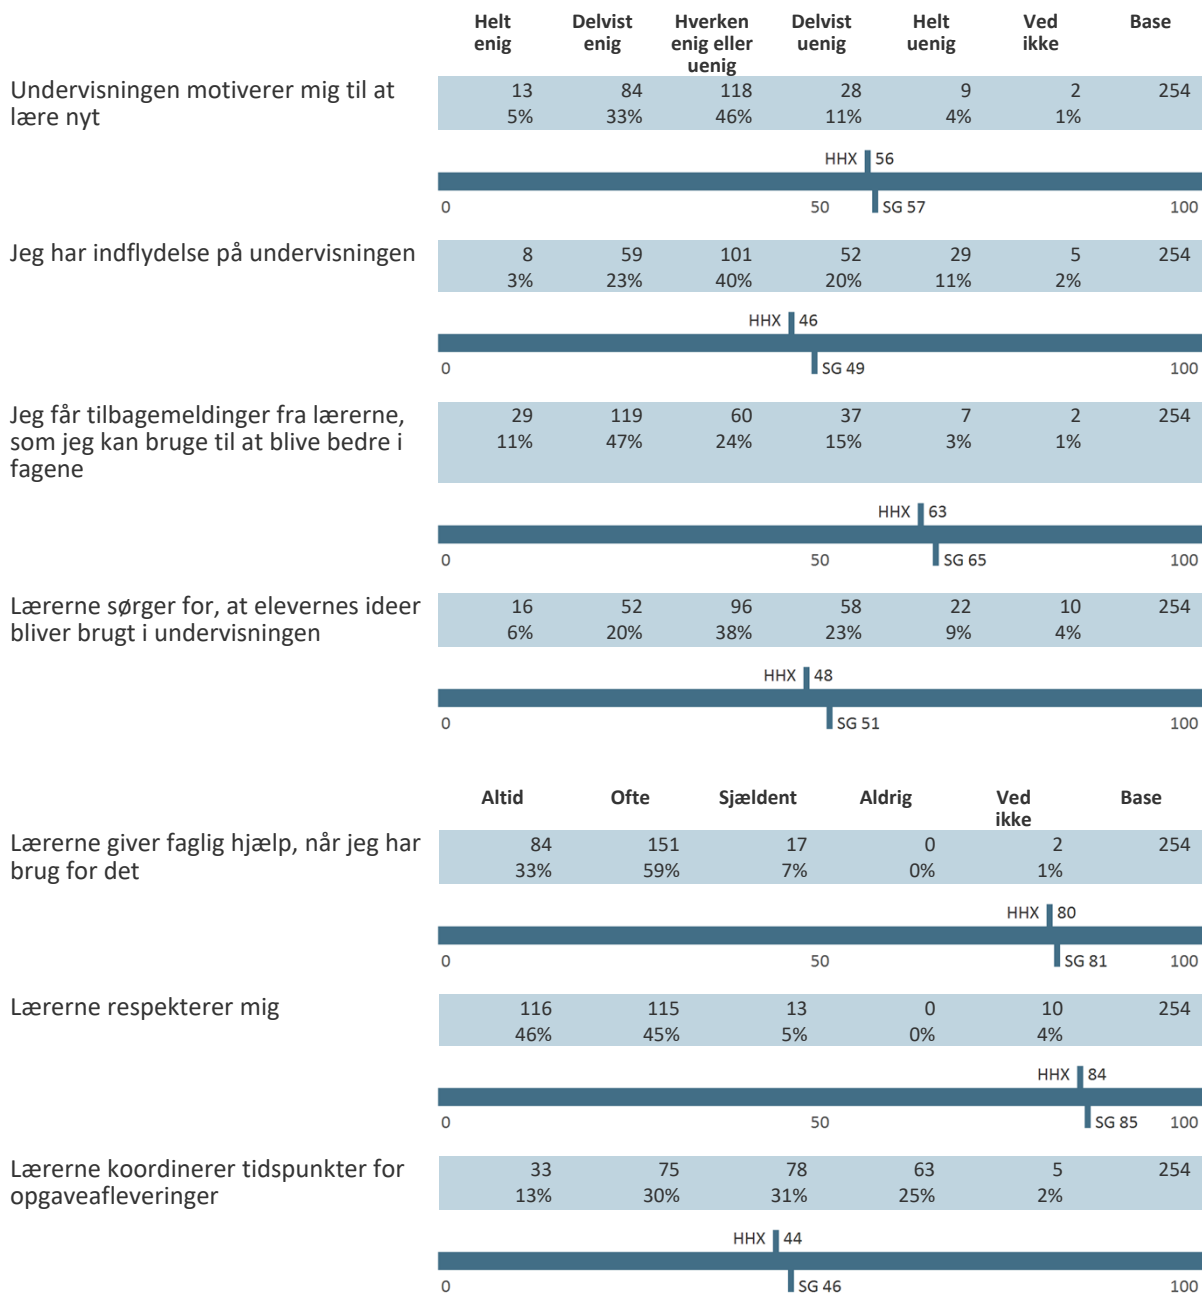 Helt enig Delvist enig Hverken enig eller uenig Delvist uenig Helt uenig Ved ikke Base
Undervisningen motiverer mig til at lære nyt
13 84 118 28 9 2 254
5% 33% 46% 11% 4% 1%
HHX 56
0 50 SG 57 100
Jeg har indflydelse på undervisningen
8 59 101 52 29 5 254
3% 23% 40% 20% 11% 2%
HHX 46
0 SG 49 100
Jeg får tilbagemeldinger fra lærerne,
som jeg kan bruge til at blive bedre i
fagene
29 119 60 37 7 2 254
11% 47% 24% 15% 3% 1%
HHX 63
0 50 SG 65 100
Lærerne sørger for, at elevernes ideer
bliver brugt i undervisningen
16 52 96 58 22 10 254
6% 20% 38% 23% 9% 4%
HHX 48
0 SG 51 100
Altid Ofte Sjældent Aldrig Ved ikke Base
Lærerne giver faglig hjælp, når jeg har
brug for det
84 151 17 0 2 254
33% 59% 7% 0% 1%
HHX 80
0 50 SG 81 100
Lærerne respekterer mig
116 115 13 0 10 254
46% 45% 5% 0% 4%
HHX 84
0 50 SG 85 100
Lærerne koordinerer tidspunkter for
opgaveafleveringer
33 75 78 63 5 254
13% 30% 31% 25% 2%
HHX 44
0 SG 46 100